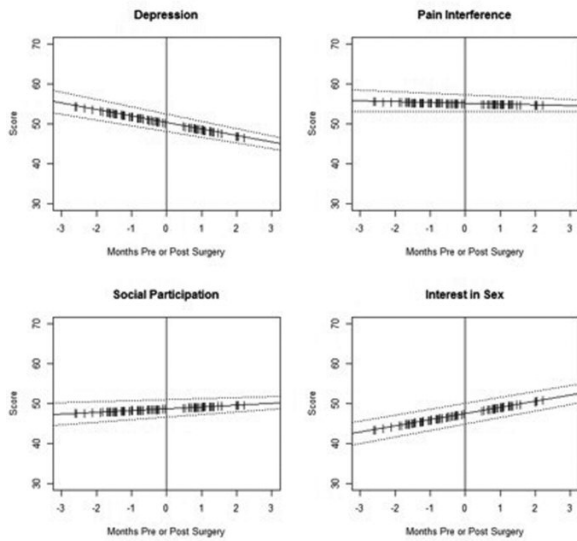 Depression
Score
30 40 50 60 70
-3 -2 -1 0 1 2 3
Months Pre or Post Surgery
Pain Interference
Score
30 40 50 60 70
-3 -2 -1 0 1 2 3
Months Pre or Post Surgery
Social Participation
Score
30 40 50 60 70
-3 -2 -1 0 1 2 3
Months Pre or Post Surgery
Interest in Sex
Score
30 40 50 60 70
-3 -2 -1 0 1 2 3
Months Pre or Post Surgery